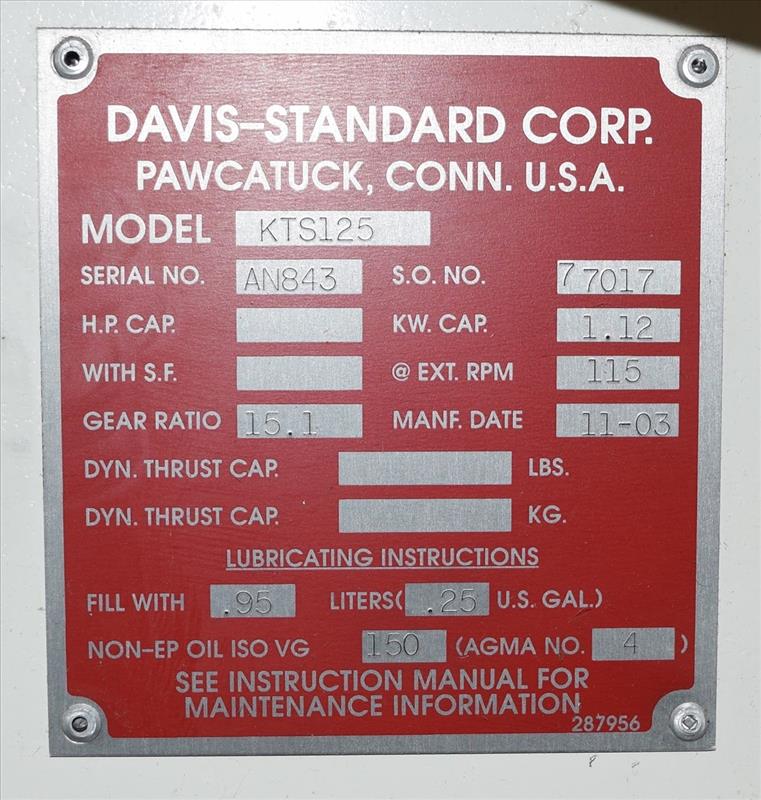 DAVIS-STANDARD CORP.
PAWCATUCK, CONN. U.S.A.
MODEL KTS125
SERIAL NO. AN843 S.O. NO. 77017
H.P. CAP. KW. CAP. 1.12
WITH S.F. @ EXT. RPM 115
GEAR RATIO 15.1 MANF. DATE 11-03
DYN. THRUST CAP. LBS.
DYN. THRUST CAP. KG.
LUBRICATING INSTRUCTIONS
FILL WITH .95 LITERS( .25 U.S. GAL.)
NON-EP OIL ISO VG 150 (AGMA NO. 4 )
SEE INSTRUCTION MANUAL FOR
MAINTENANCE INFORMATION
287956